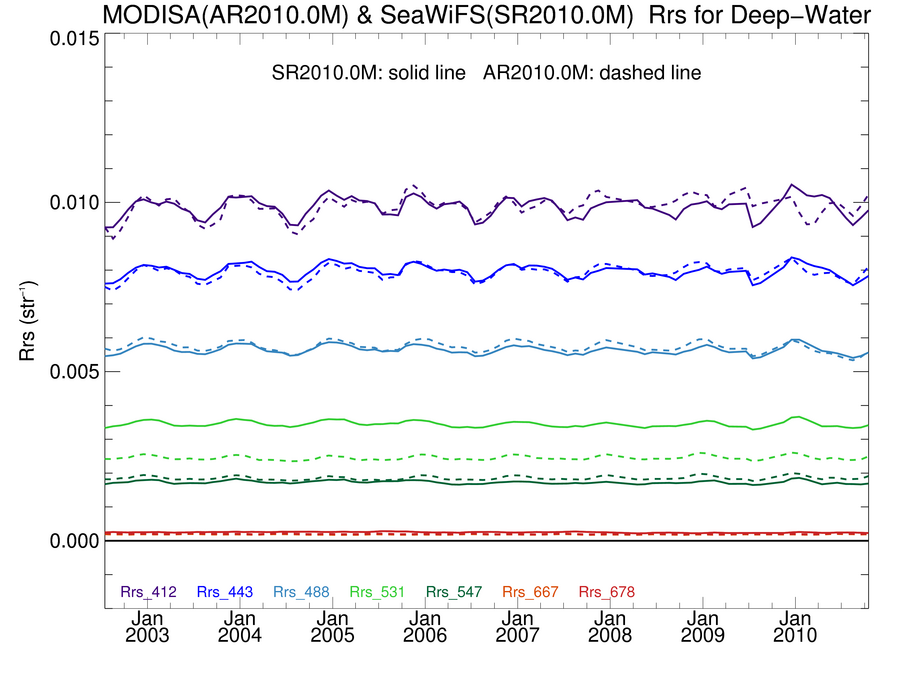 MODISA(AR2010.0M) & SeaWiFS(SR2010.0M)  Rrs for Deep−Water
0.015
SR2010.0M: solid line   AR2010.0M: dashed line
0.010
Rrs (str⁻¹)
0.005
0.000
Rrs_412 Rrs_443 Rrs_488 Rrs_531 Rrs_547 Rrs_667 Rrs_678
Jan Jan Jan Jan Jan Jan Jan Jan
2003 2004 2005 2006 2007 2008 2009 2010